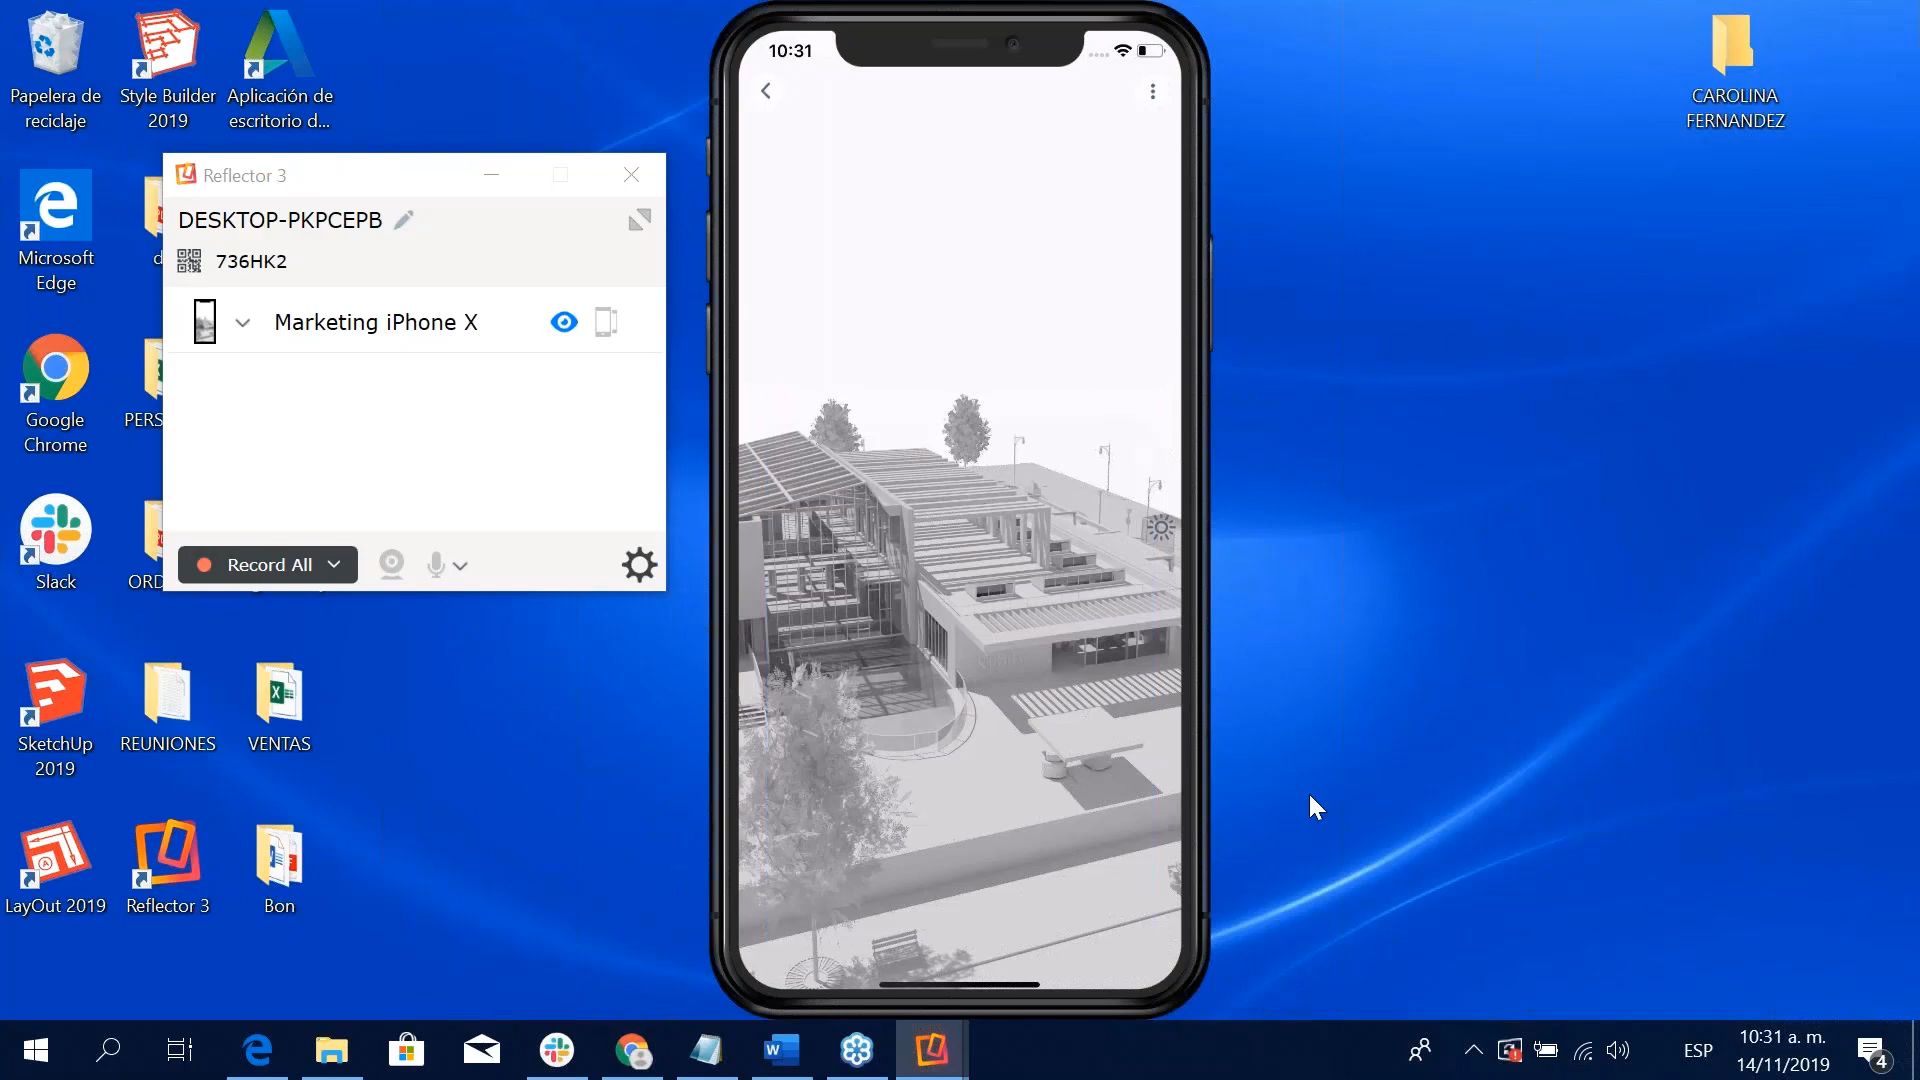 Papelera de
reciclaje
Style Builder
2019
Aplicación de
escritorio d...
CAROLINA
FERNANDEZ
10:31
Reflector 3
DESKTOP-PKPCEPB
736HK2
Marketing iPhone X
Record All
Microsoft
Edge
d
Google
Chrome
PERS
Slack
ORD
SketchUp
2019
REUNIONES
VENTAS
LayOut 2019
Reflector 3
Bon
ESP
10:31 a. m.
14/11/2019
4